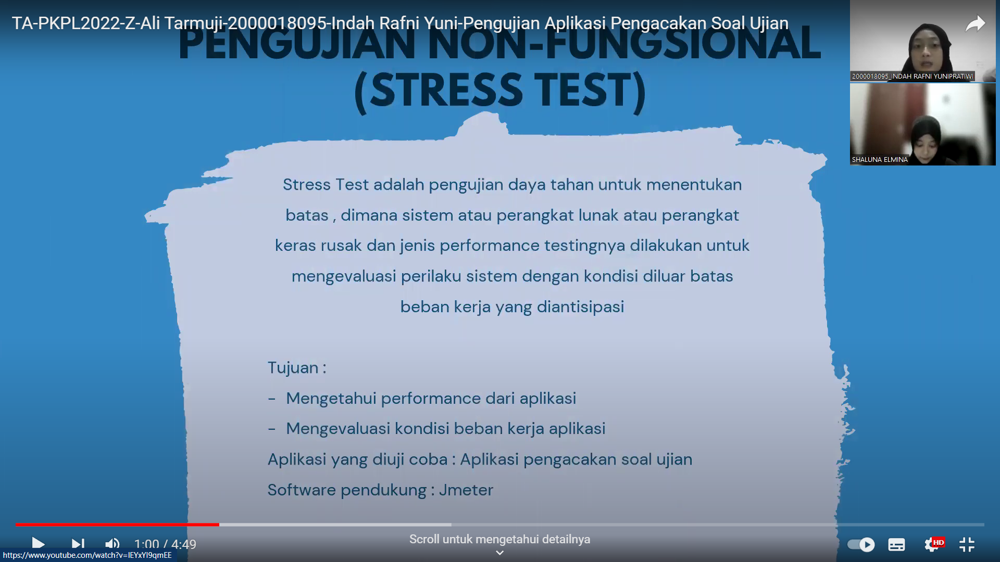 TA-PKPL2022-Z-Ali Tarmuji-2000018095-Indah Rafni Yuni-Pengujian Aplikasi Pengacakan Soal Ujian
PENGUJIAN NON-FUNGSIONAL
(STRESS TEST)
2000018095_INDAH RAFNI YUNIPRATIWI
SHALUNA ELMINA
Stress Test adalah pengujian daya tahan untuk menentukan
batas , dimana sistem atau perangkat lunak atau perangkat
keras rusak dan jenis performance testingnya dilakukan untuk
mengevaluasi perilaku sistem dengan kondisi diluar batas
beban kerja yang diantisipasi
Tujuan :
- Mengetahui performance dari aplikasi
- Mengevaluasi kondisi beban kerja aplikasi
Aplikasi yang diuji coba : Aplikasi pengacakan soal ujian
Software pendukung : Jmeter
1:00 / 4:49
Scroll untuk mengetahui detailnya
HD
https://www.youtube.com/watch?v=IEYxYI9qmEE